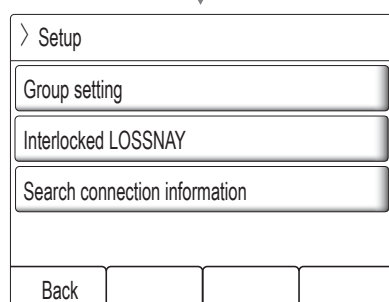 〉 Setup
Group setting
Interlocked LOSSNAY
Search connection information
Back